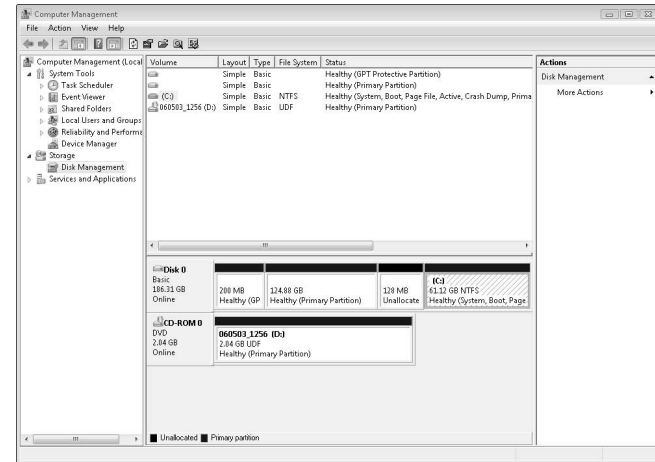 Computer Management
File Action View Help
Computer Management (Local
System Tools
Task Scheduler
Event Viewer
Shared Folders
Local Users and Groups
Reliability and Performa
Device Manager
Storage
Disk Management
Services and Applications
Volume Layout Type File System Status
Simple Basic Healthy (GPT Protective Partition)
Simple Basic Healthy (Primary Partition)
(C:) Simple Basic NTFS Healthy (System, Boot, Page File, Active, Crash Dump, Prima
060503_1256 (D:) Simple Basic UDF Healthy (Primary Partition)
Disk 0
Basic
186.31 GB
Online
200 MB
Healthy (GP
124.88 GB
Healthy (Primary Partition)
128 MB
Unallocate
(C:)
61.12 GB NTFS
Healthy (System, Boot, Page
CD-ROM 0
DVD
2.04 GB
Online
060503_1256 (D:)
2.04 GB UDF
Healthy (Primary Partition)
Unallocated Primary partition
Actions
Disk Management
More Actions